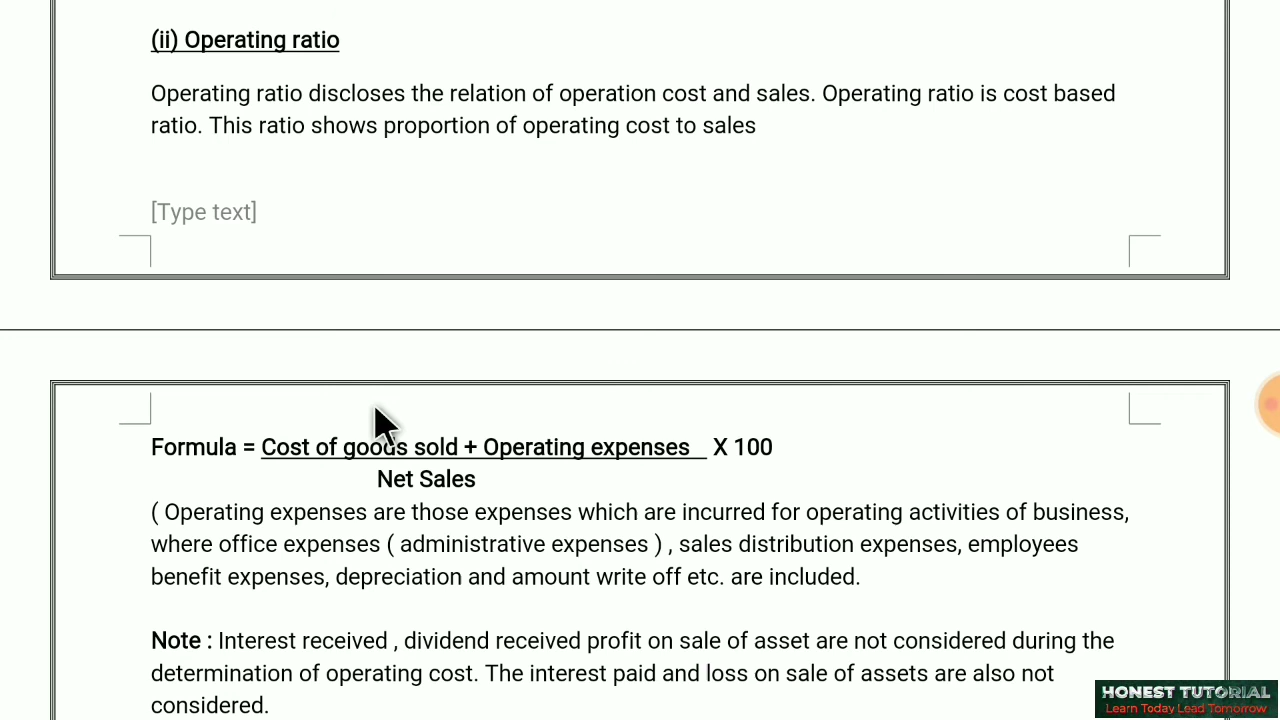 (ii) Operating ratio
Operating ratio discloses the relation of operation cost and sales. Operating ratio is cost based
ratio. This ratio shows proportion of operating cost to sales
[Type text]
Formula = Cost of goods sold + Operating expenses X 100
Net Sales
( Operating expenses are those expenses which are incurred for operating activities of business,
where office expenses ( administrative expenses ) , sales distribution expenses, employees
benefit expenses, depreciation and amount write off etc. are included.
Note : Interest received , dividend received profit on sale of asset are not considered during the
determination of operating cost. The interest paid and loss on sale of assets are also not
considered.
HONEST TUTORIAL
Learn Today Lead Tomorrow